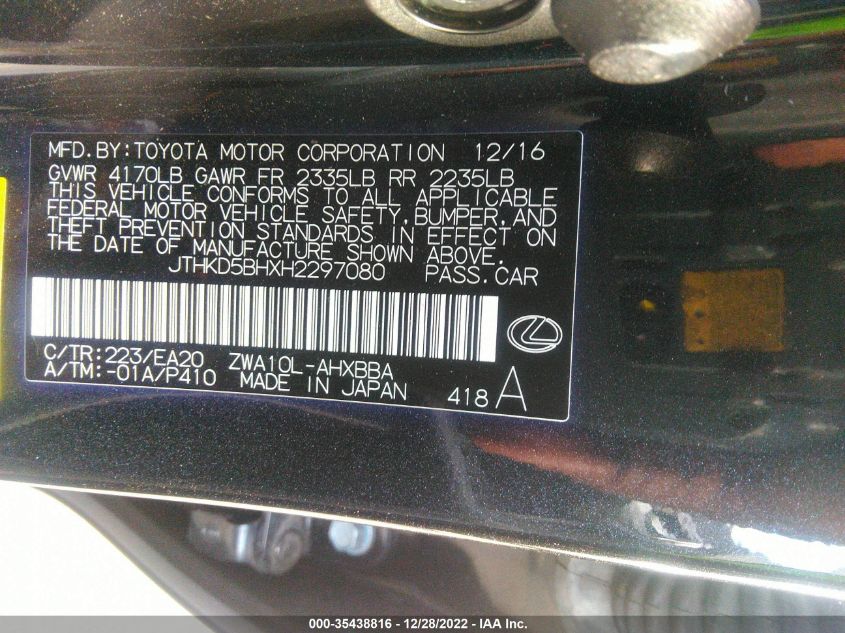 MFD.BY:TOYOTA MOTOR CORPORATION 12/16
GVWR 4170LB GAWR FR 2335LB RR 2235LB
THIS VEHICLE CONFORMS TO ALL APPLICABLE
FEDERAL MOTOR VEHICLE SAFETY, BUMPER, AND
THEFT PREVENTION STANDARDS IN EFFECT ON
THE DATE OF MANUFACTURE SHOWN ABOVE.
JTHKD5BHXH2297080 PASS.CAR
C/TR:223/EA20 ZWA10L-AHXBBA
A/TM:-01A/P410 MADE IN JAPAN 418 A
000-35438816 - 12/28/2022 - IAA Inc.